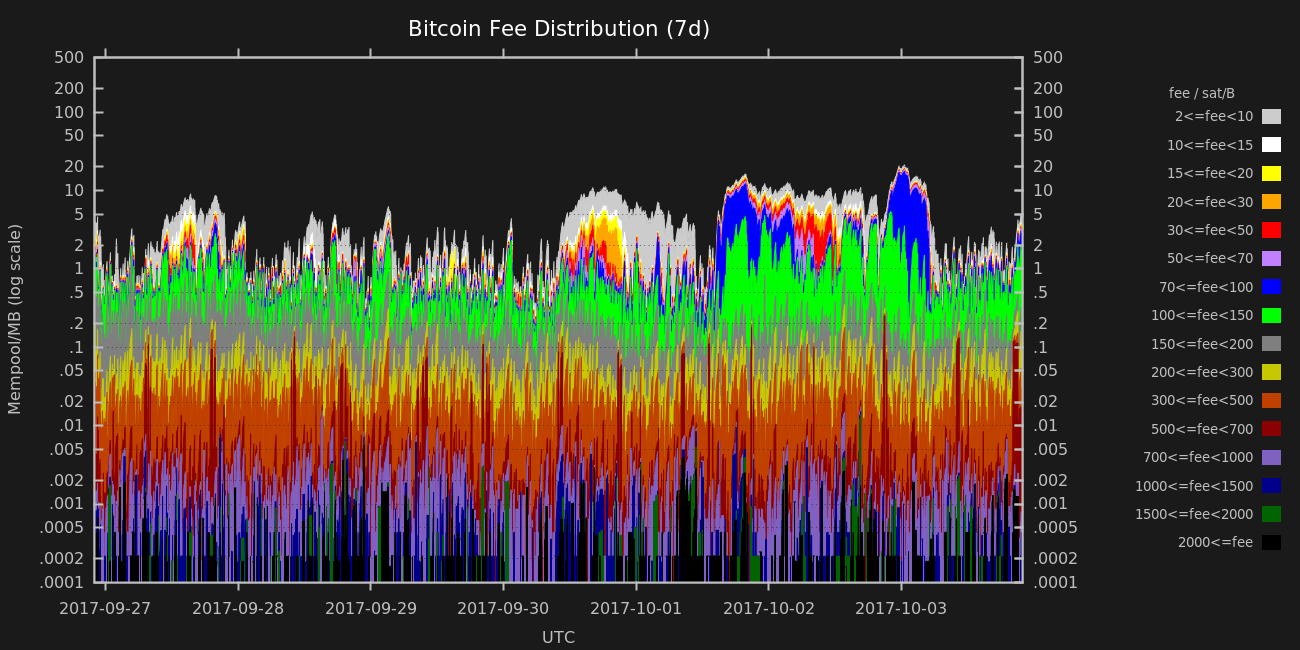 Bitcoin Fee Distribution (7d)
500
200
100
50
20
10
5
2
1
.5
.2
.1
.05
.02
.01
.005
.002
.001
.0005
.0002
.0001
Mempool/MB (log scale)
500
200
100
50
20
10
5
2
1
.5
.2
.1
.05
.02
.01
.005
.002
.001
.0005
.0002
.0001
2017-09-27 2017-09-28 2017-09-29 2017-09-30 2017-10-01 2017-10-02 2017-10-03
UTC
fee / sat/B
2<=fee<10
10<=fee<15
15<=fee<20
20<=fee<30
30<=fee<50
50<=fee<70
70<=fee<100
100<=fee<150
150<=fee<200
200<=fee<300
300<=fee<500
500<=fee<700
700<=fee<1000
1000<=fee<1500
1500<=fee<2000
2000<=fee